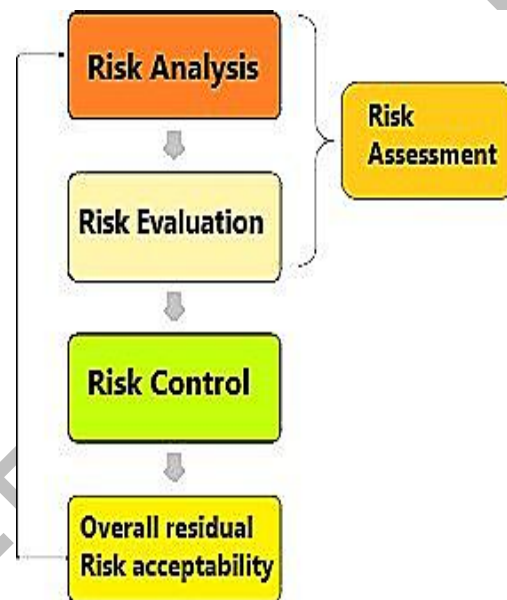 Risk Analysis
Risk
Assessment
Risk Evaluation
Risk Control
Overall residual
Risk acceptability